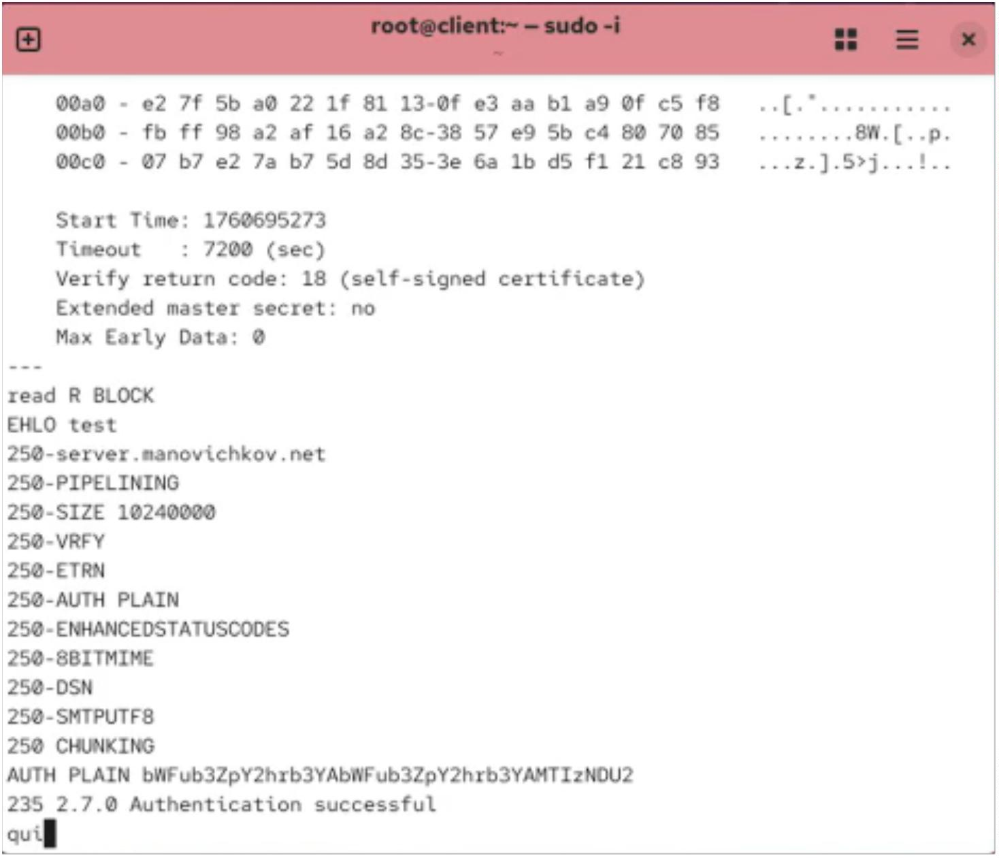 root@client:~ — sudo -i
~
00a0 - e2 7f 5b a0 22 1f 81 13-0f e3 aa b1 a9 0f c5 f8   ..[."...........
00b0 - fb ff 98 a2 af 16 a2 8c-38 57 e9 5b c4 80 70 85   ........8W.[..p.
00c0 - 07 b7 e2 7a b7 5d 8d 35-3e 6a 1b d5 f1 21 c8 93   ...z.].5>j...!..
Start Time: 1760695273
Timeout   : 7200 (sec)
Verify return code: 18 (self-signed certificate)
Extended master secret: no
Max Early Data: 0
---
read R BLOCK
EHLO test
250-server.manovichkov.net
250-PIPELINING
250-SIZE 10240000
250-VRFY
250-ETRN
250-AUTH PLAIN
250-ENHANCEDSTATUSCODES
250-8BITMIME
250-DSN
250-SMTPUTF8
250 CHUNKING
AUTH PLAIN bWFub3ZpY2hrb3YAbWFub3ZpY2hrb3YAMTIzNDU2
235 2.7.0 Authentication successful
qui